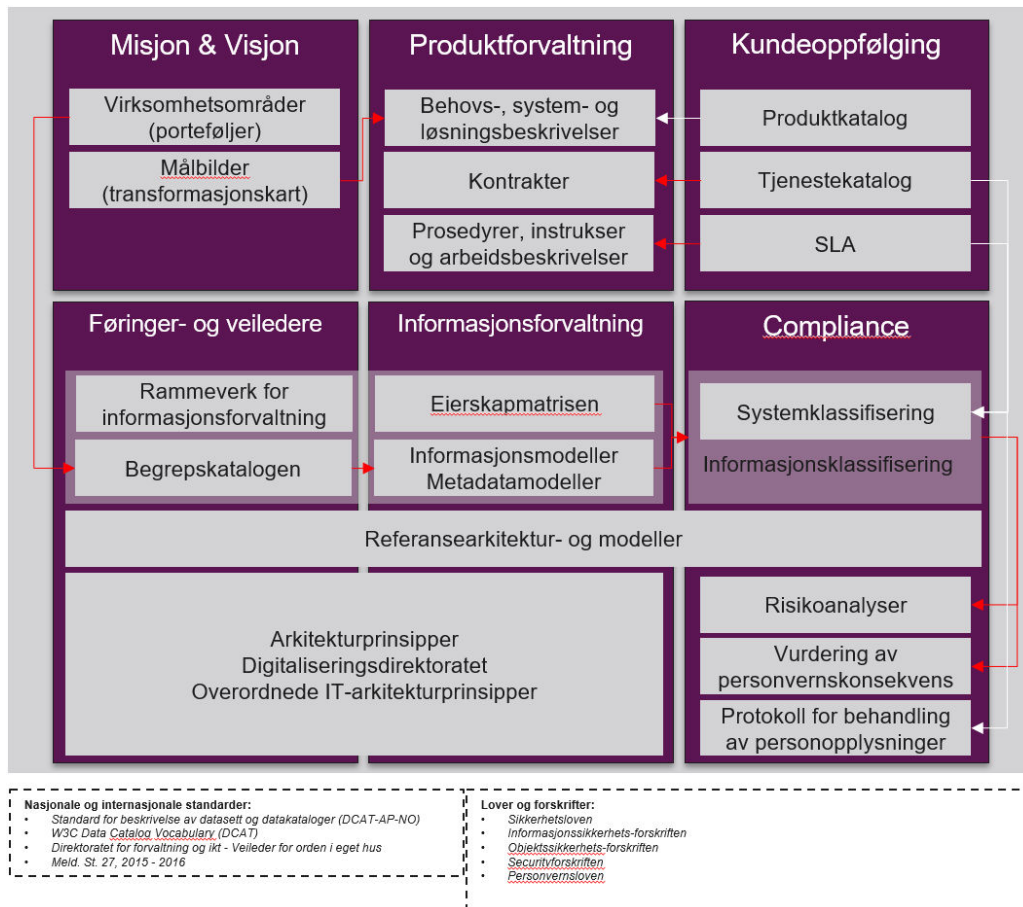 Misjon & Visjon
Virksomhetsområder
(porteføljer)
Målbilder
(transformasjonskart)
Produktforvaltning
Behovs-, system- og
løsningsbeskrivelser
Kontrakter
Prosedyrer, instrukser
og arbeidsbeskrivelser
Kundeoppfølging
Produktkatalog
Tjenestekatalog
SLA
Føringer- og veiledere
Rammeverk for
informasjonsforvaltning
Begrepskatalogen
Informasjonsforvaltning
Eierskapmatrisen
Informasjonsmodeller
Metadatamodeller
Compliance
Systemklassifisering
Informasjonsklassifisering
Referansearkitektur- og modeller
Arkitekturprinsipper
Digitaliseringsdirektoratet
Overordnede IT-arkitekturprinsipper
Risikoanalyser
Vurdering av
personvernskonsekvens
Protokoll for behandling
av personopplysninger
Nasjonale og internasjonale standarder:
• Standard for beskrivelse av datasett og datakataloger (DCAT-AP-NO)
• W3C Data Catalog Vocabulary (DCAT)
• Direktoratet for forvaltning og ikt - Veileder for orden i eget hus
• Meld. St. 27, 2015 - 2016
Lover og forskrifter:
• Sikkerhetsloven
• Informasjonssikkerhets-forskriften
• Objektssikkerhets-forskriften
• Securityforskriften
• Personvernsloven